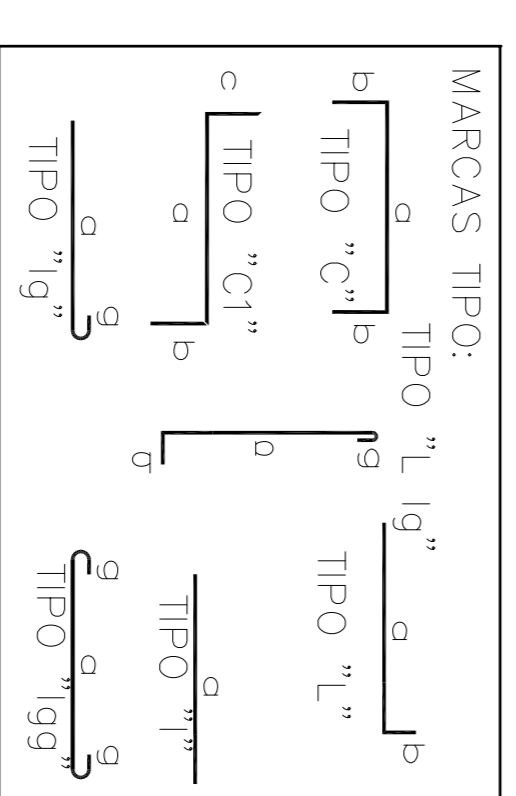 MARCAS TIPO:
b a b
TIPO ”C”
TIPO ”L Ig”
g
a
b
a b
TIPO ”L”
c
TIPO ”C1”
a b
a
TIPO ”I”
a g
TIPO ”Ig”
g a g
TIPO ”Igg”